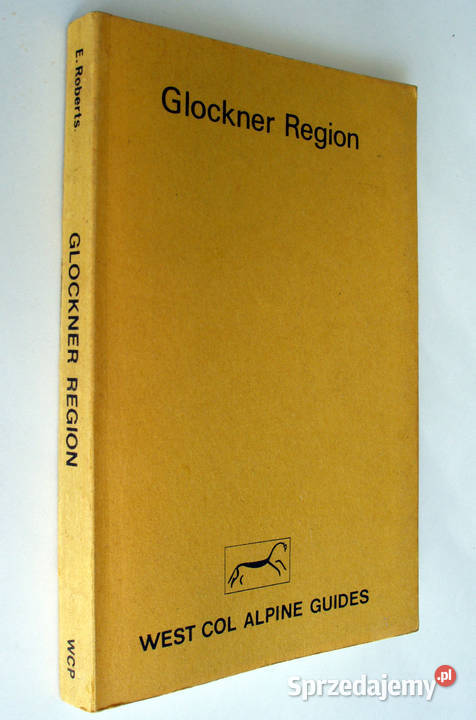 E. Roberts.
GLOCKNER REGION
WCP
Glockner Region
WEST COL ALPINE GUIDES
Sprzedajemy.pl